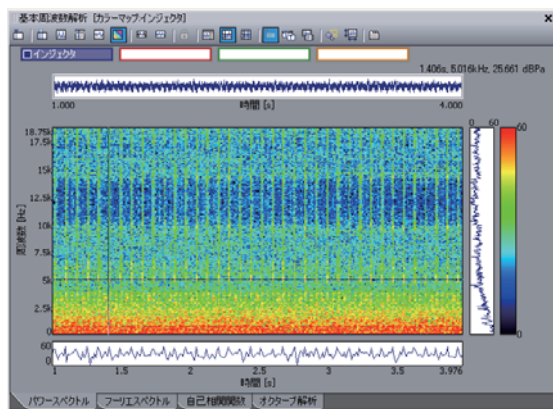 基本周波数解析 [カラーマップ-インジェクタ]
インジェクタ
1.406s, 5.016kHz, 25.661 dBPa
1.000 時間 [s] 4.000
18.75k
17.5k
15k
12.5k
10k
7.5k
5k
2.5k
0
周波数 [Hz]
0 60
60
0
60
0
1 1.5 2 2.5 3 3.5 3.976
時間 [s]
パワースペクトル フーリエスペクトル 自己相関関数 オクターブ解析